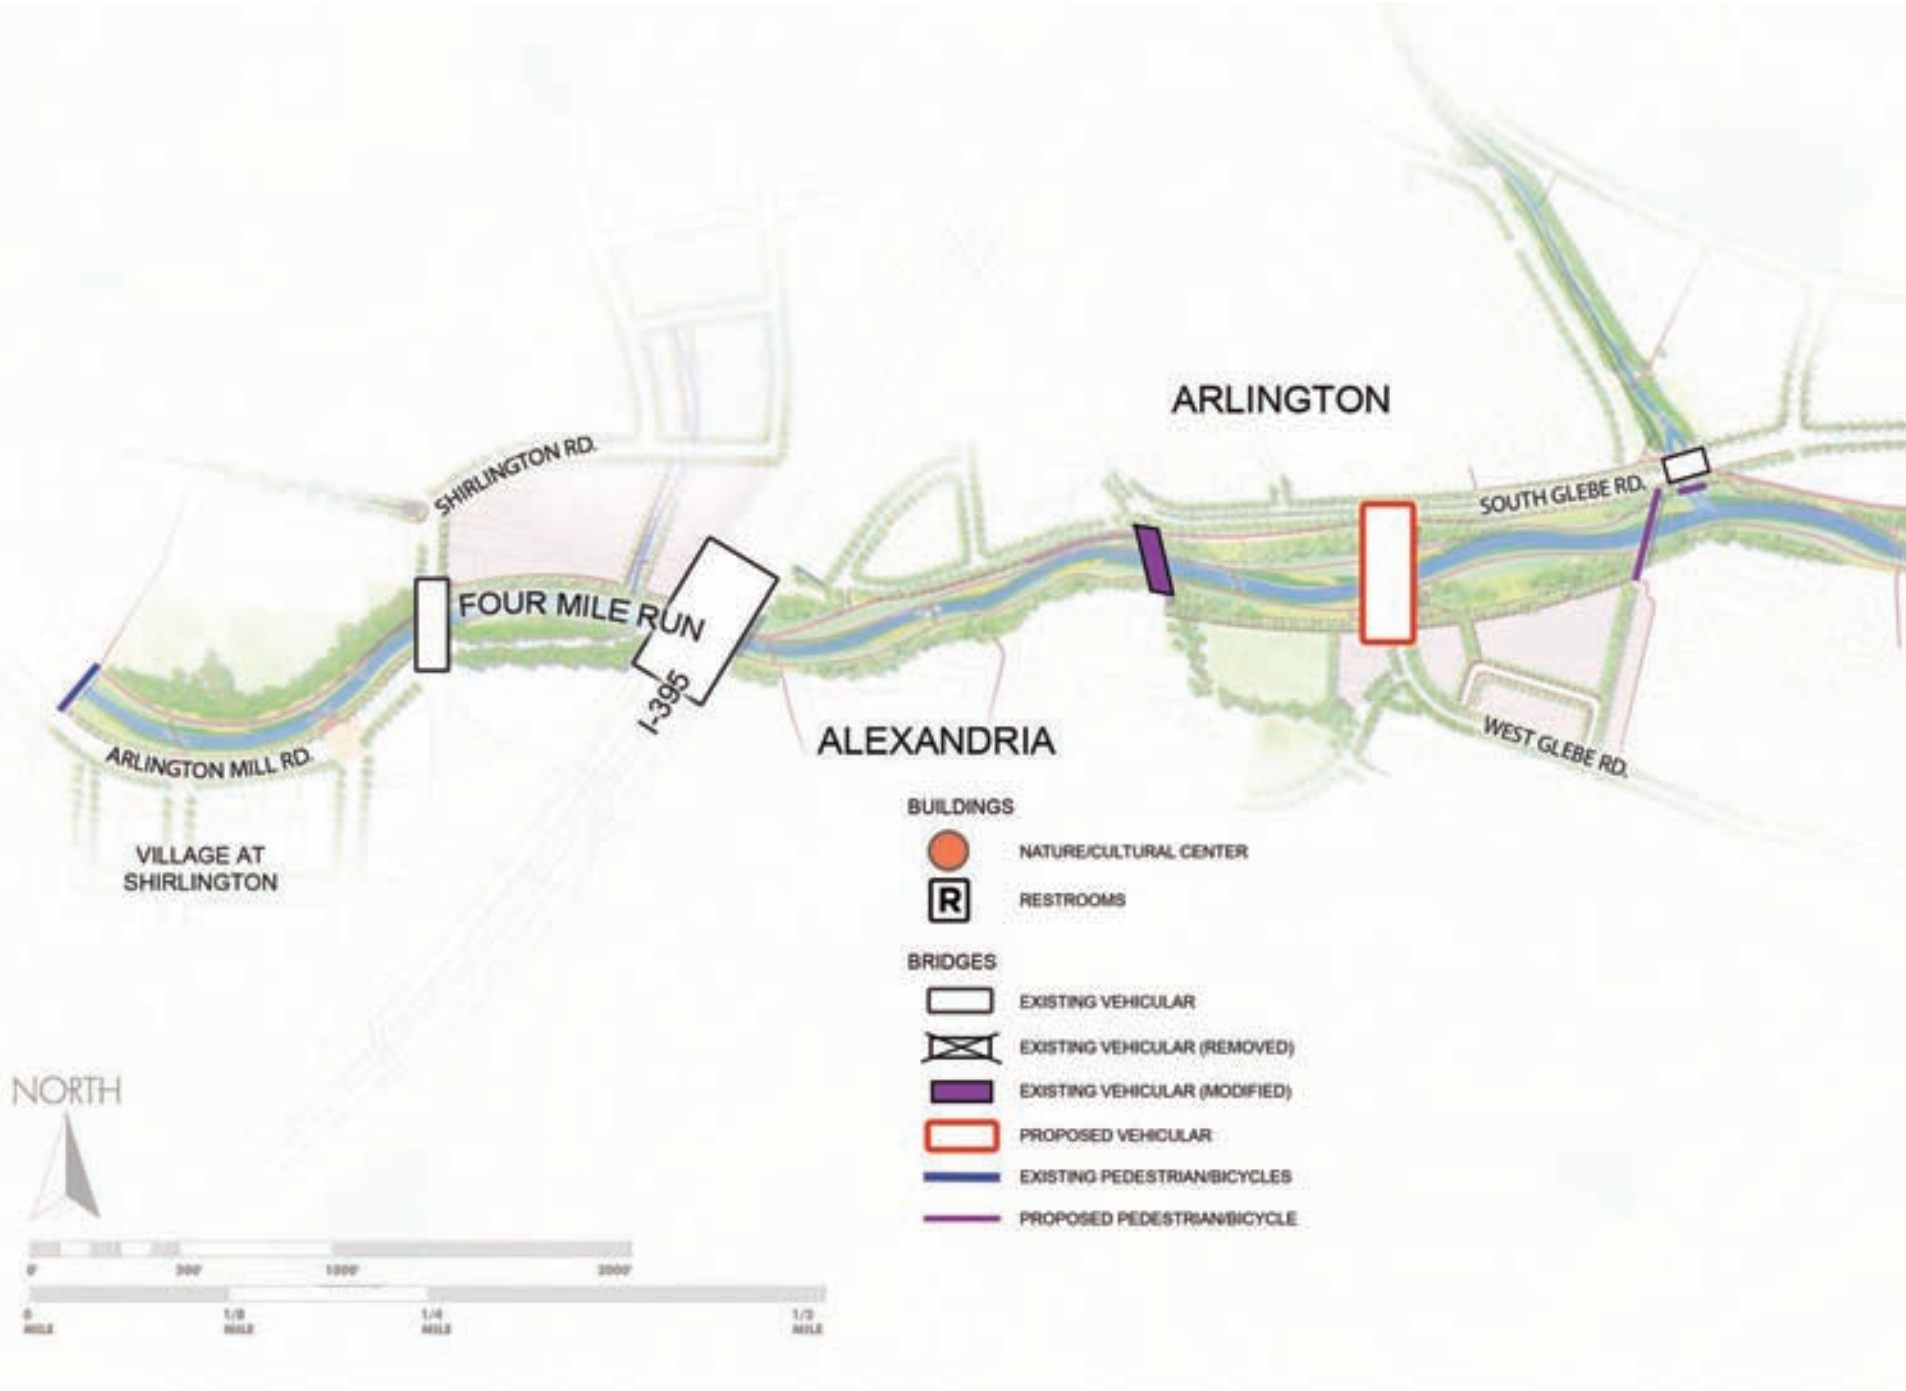 ARLINGTON
SHIRLINGTON RD.
SOUTH GLEBE RD.
FOUR MILE RUN
I-395
WEST GLEBE RD.
ALEXANDRIA
ARLINGTON MILL RD.
VILLAGE AT
SHIRLINGTON
BUILDINGS
NATURE/CULTURAL CENTER
R RESTROOMS
BRIDGES
EXISTING VEHICULAR
EXISTING VEHICULAR (REMOVED)
EXISTING VEHICULAR (MODIFIED)
PROPOSED VEHICULAR
EXISTING PEDESTRIAN/BICYCLES
PROPOSED PEDESTRIAN/BICYCLE
NORTH
0' 1000' 2000'
0 1/8 1/4 1/2
MILE MILE MILE MILE